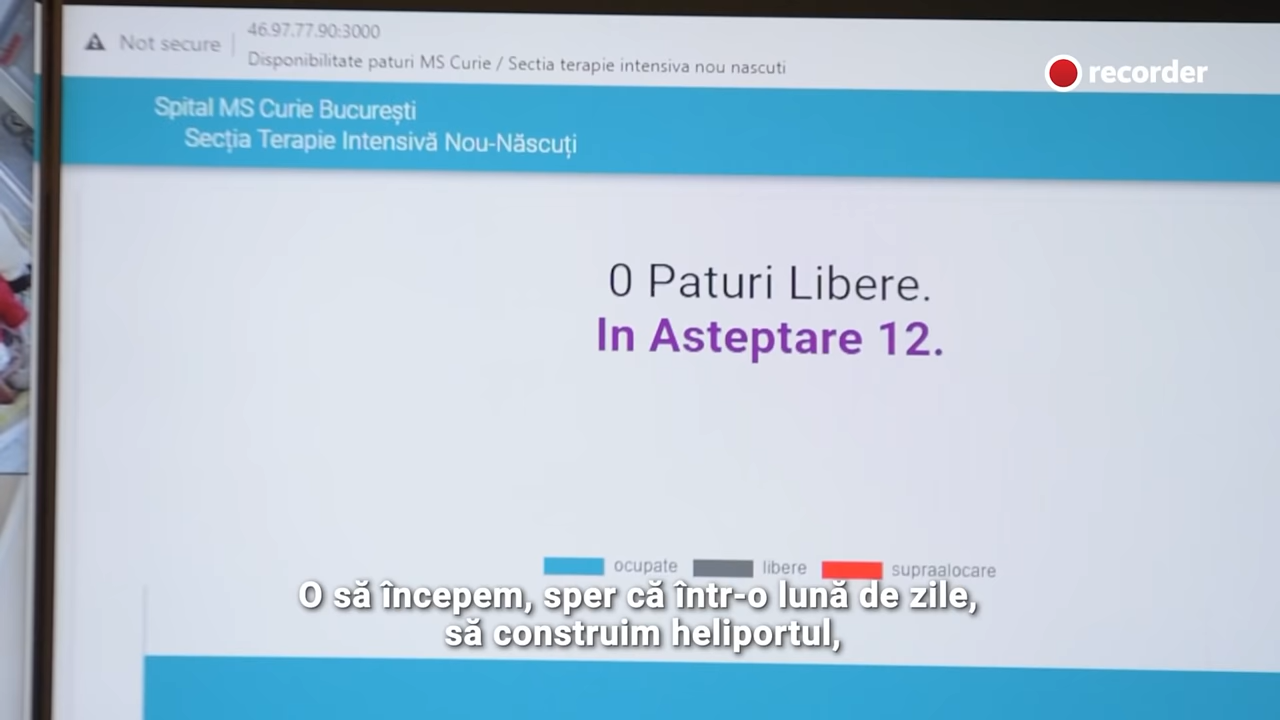 46.97.77.90:3000
Not secure
Disponibilitate paturi MS Curie / Sectia terapie intensiva nou nascuti
recorder
Spital MS Curie București
Secția Terapie Intensivă Nou-Născuți
0 Paturi Libere.
In Asteptare 12.
ocupate libere supraalocare
O să începem, sper că într-o lună de zile,
să construim heliportul,